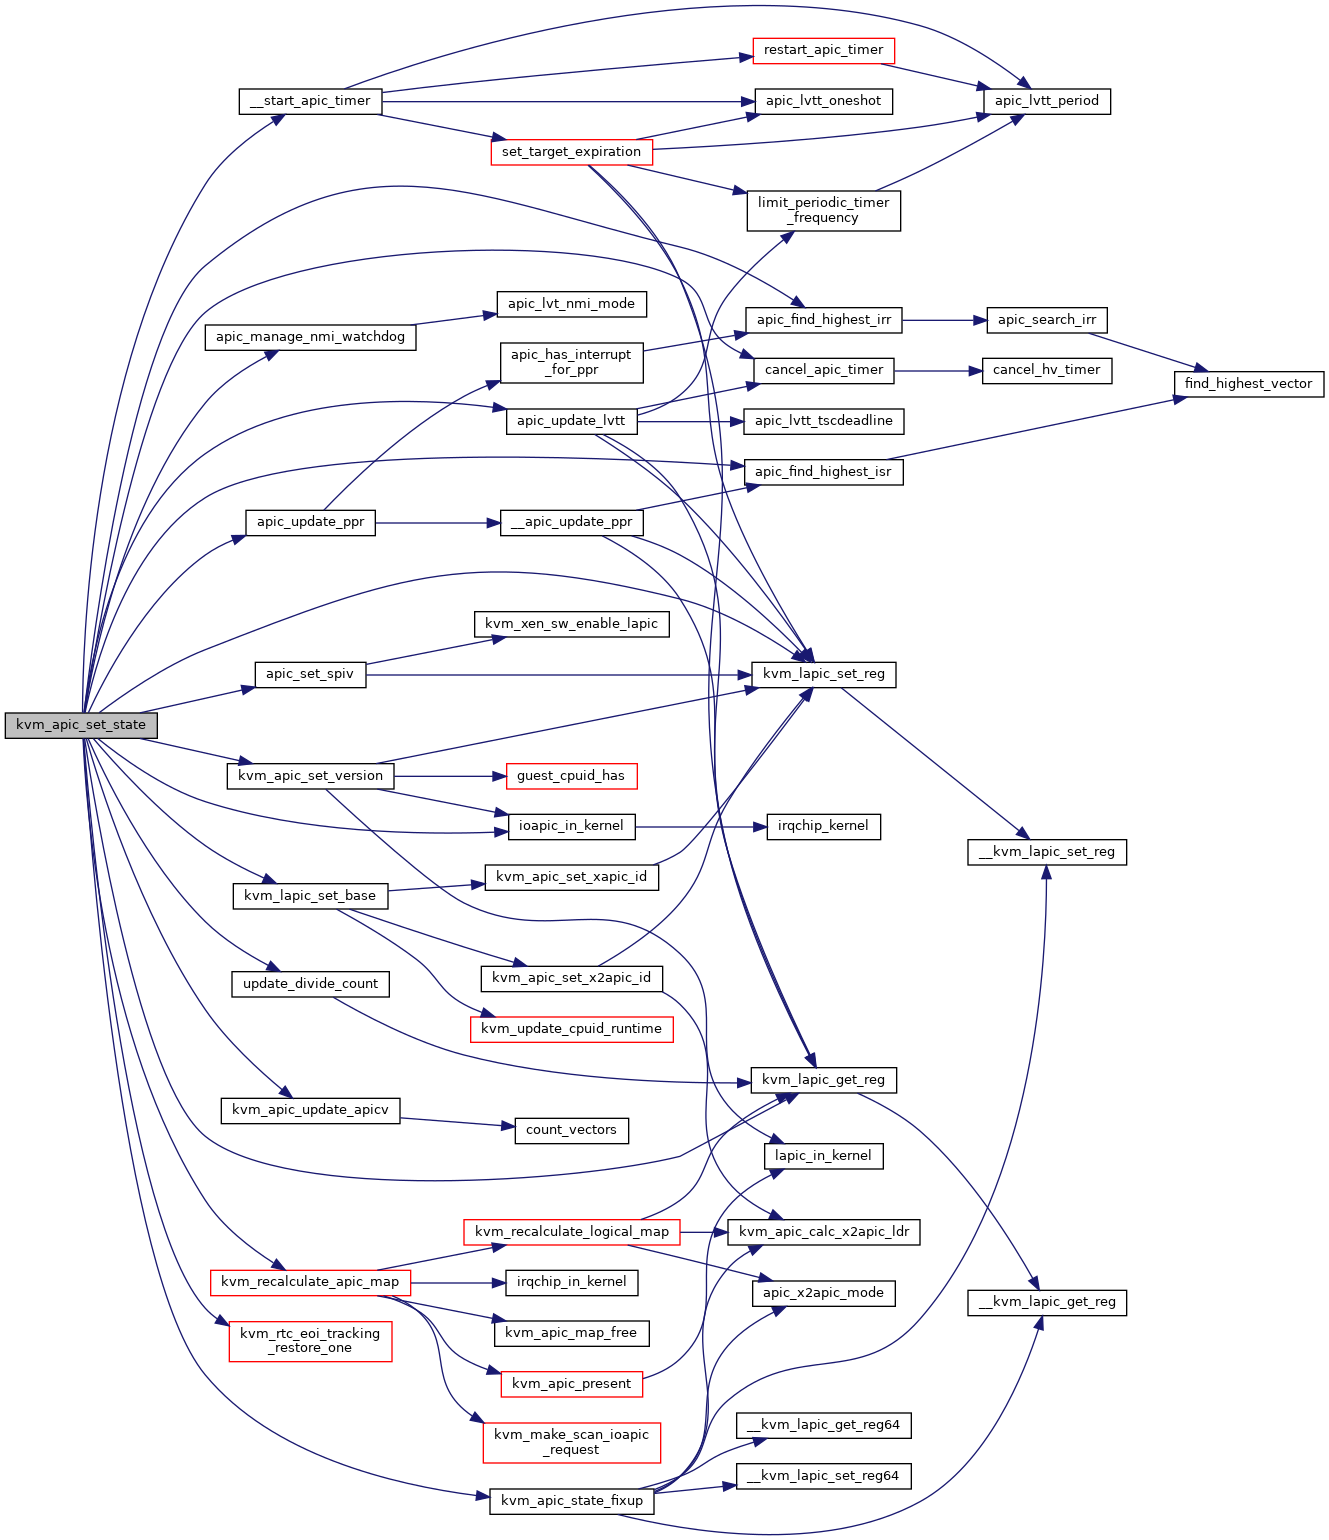 restart_apic_timer
__start_apic_timer
apic_lvtt_oneshot
apic_lvtt_period
set_target_expiration
limit_periodic_timer
_frequency
apic_lvt_nmi_mode
apic_find_highest_irr
apic_search_irr
apic_manage_nmi_watchdog
apic_has_interrupt
_for_ppr
cancel_apic_timer
cancel_hv_timer
find_highest_vector
apic_update_lvtt
apic_lvtt_tscdeadline
apic_find_highest_isr
apic_update_ppr
__apic_update_ppr
kvm_xen_sw_enable_lapic
apic_set_spiv
kvm_lapic_set_reg
kvm_apic_set_state
kvm_apic_set_version
guest_cpuid_has
ioapic_in_kernel
irqchip_kernel
__kvm_lapic_set_reg
kvm_apic_set_xapic_id
kvm_lapic_set_base
kvm_apic_set_x2apic_id
update_divide_count
kvm_update_cpuid_runtime
kvm_lapic_get_reg
kvm_apic_update_apicv
count_vectors
lapic_in_kernel
kvm_recalculate_logical_map
kvm_apic_calc_x2apic_ldr
kvm_recalculate_apic_map
irqchip_in_kernel
apic_x2apic_mode
__kvm_lapic_get_reg
kvm_rtc_eoi_tracking
_restore_one
kvm_apic_map_free
kvm_apic_present
kvm_make_scan_ioapic
_request
__kvm_lapic_get_reg64
__kvm_lapic_set_reg64
kvm_apic_state_fixup